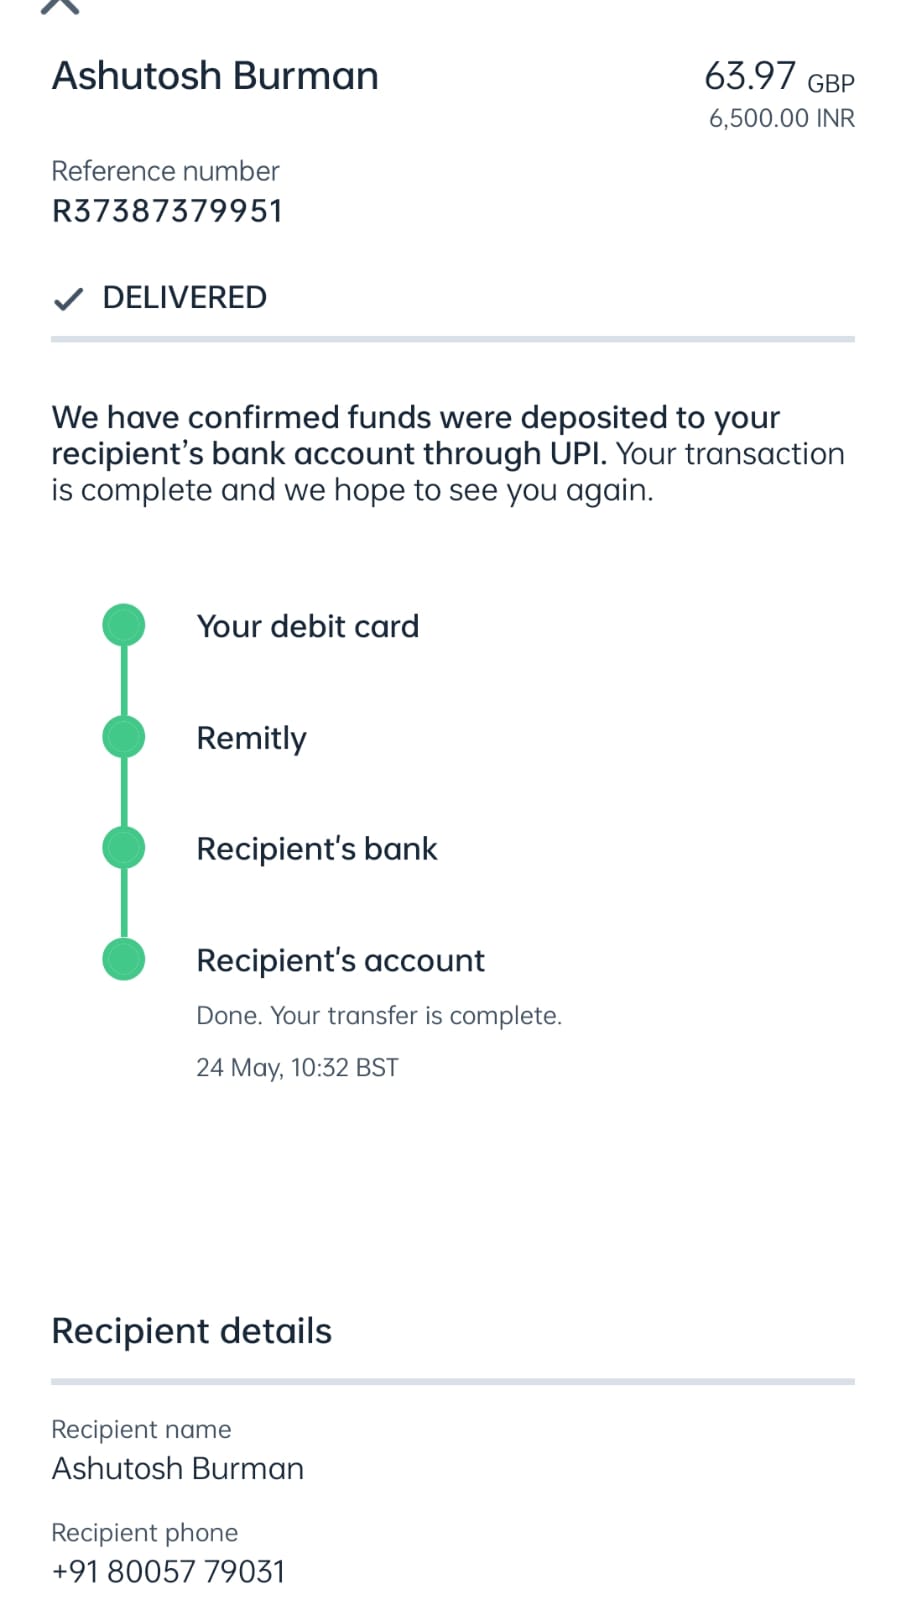 Ashutosh Burman
63.97 GBP
6,500.00 INR
Reference number
R37387379951
DELIVERED
We have confirmed funds were deposited to your
recipient’s bank account through UPI. Your transaction
is complete and we hope to see you again.
Your debit card
Remitly
Recipient's bank
Recipient's account
Done. Your transfer is complete.
24 May, 10:32 BST
Recipient details
Recipient name
Ashutosh Burman
Recipient phone
+91 80057 79031